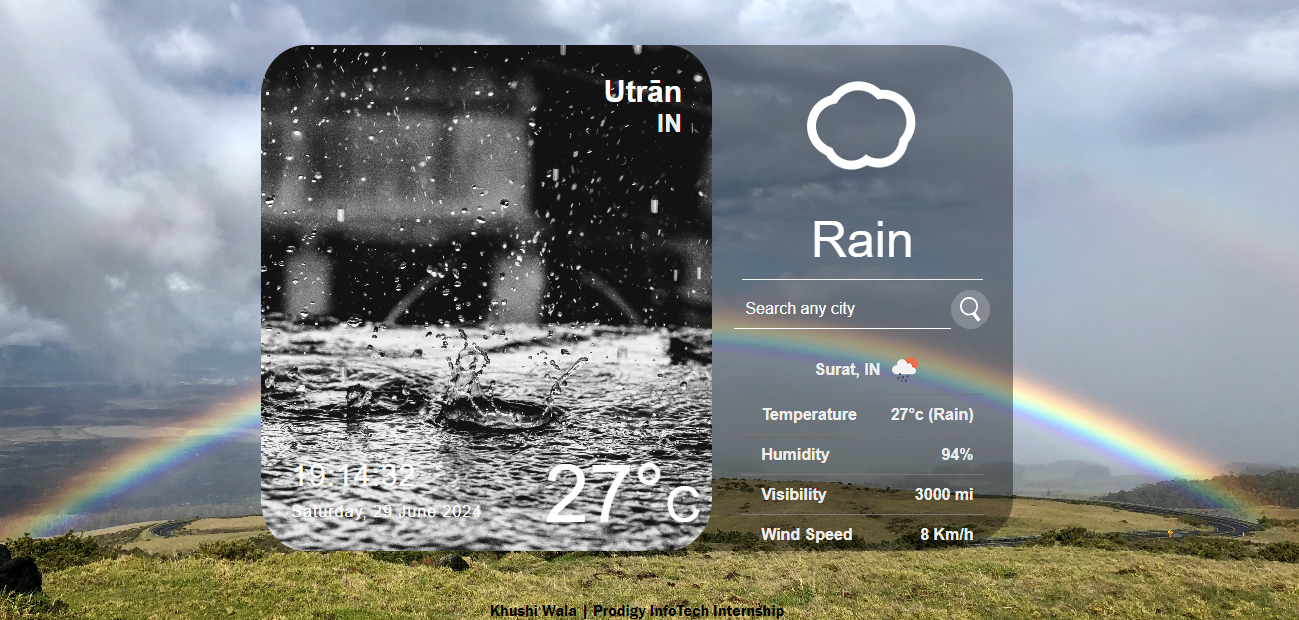 Utrān
IN
19:14:32
Saturday, 29 June 2024
27°c
Rain
Search any city
Surat, IN
Temperature 27°c (Rain)
Humidity 94%
Visibility 3000 mi
Wind Speed 8 Km/h
Khushi Wala | Prodigy InfoTech Internship